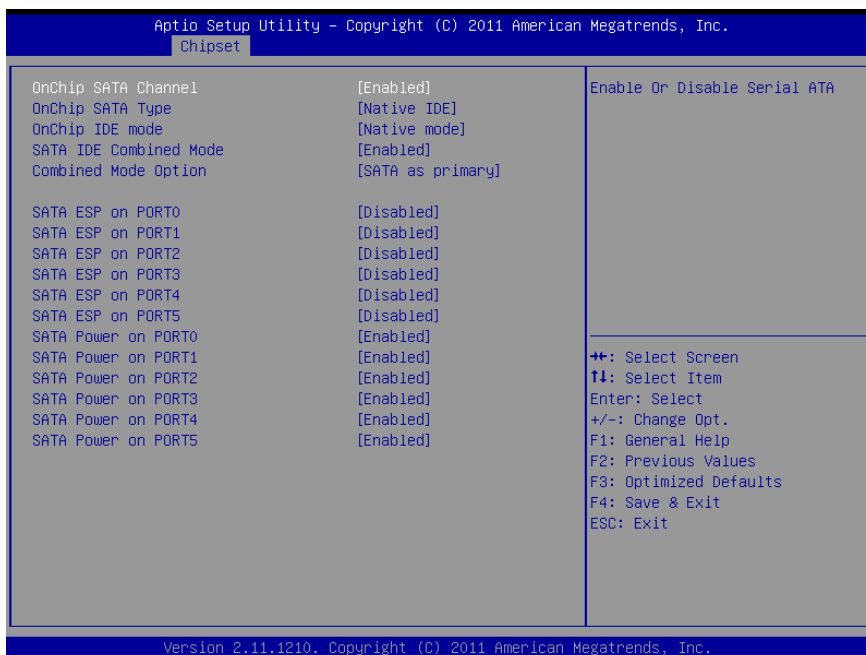 Aptio Setup Utility – Copyright (C) 2011 American Megatrends, Inc.
Chipset
OnChip SATA Channel [Enabled]
OnChip SATA Type [Native IDE]
OnChip IDE mode [Native mode]
SATA IDE Combined Mode [Enabled]
Combined Mode Option [SATA as primary]
SATA ESP on PORT0 [Disabled]
SATA ESP on PORT1 [Disabled]
SATA ESP on PORT2 [Disabled]
SATA ESP on PORT3 [Disabled]
SATA ESP on PORT4 [Disabled]
SATA ESP on PORT5 [Disabled]
SATA Power on PORT0 [Enabled]
SATA Power on PORT1 [Enabled]
SATA Power on PORT2 [Enabled]
SATA Power on PORT3 [Enabled]
SATA Power on PORT4 [Enabled]
SATA Power on PORT5 [Enabled]
Enable Or Disable Serial ATA
→←: Select Screen
↑↓: Select Item
Enter: Select
+/-: Change Opt.
F1: General Help
F2: Previous Values
F3: Optimized Defaults
F4: Save & Exit
ESC: Exit
Version 2.11.1210. Copyright (C) 2011 American Megatrends, Inc.